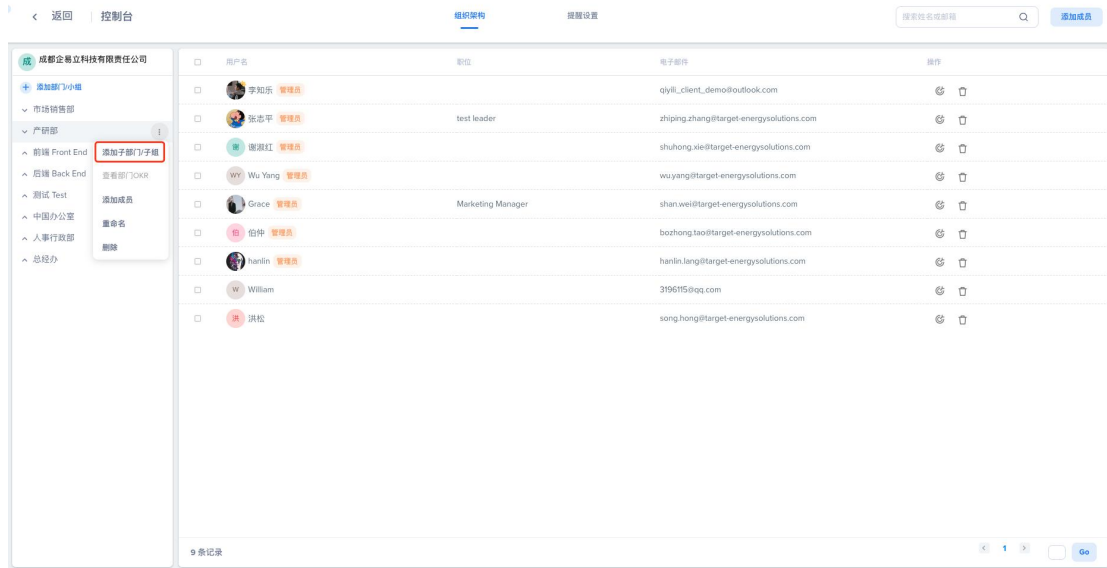 返回 控制台 组织架构 提醒设置 搜索姓名或邮箱 添加成员
成 成都企易立科技有限责任公司
添加部门/小组
市场销售部
产研部
前端 Front End
后端 Back End
测试 Test
中国办公室
人事行政部
总经办
添加子部门/子组
查看部门OKR
添加成员
重命名
删除
用户名 职位 电子邮件 操作
李知乐 管理员 qiyili_client_demo@outlook.com
张志平 管理员 test leader zhiping.zhang@target-energysolutions.com
谢 谢淑红 管理员 shuhong.xie@target-energysolutions.com
WY Wu Yang 管理员 wu.yang@target-energysolutions.com
Grace 管理员 Marketing Manager shan.wei@target-energysolutions.com
伯 伯仲 管理员 bozhong.tao@target-energysolutions.com
hanlin 管理员 hanlin.lang@target-energysolutions.com
W William 3196115@qq.com
洪 洪松 song.hong@target-energysolutions.com
9 条记录 1 Go